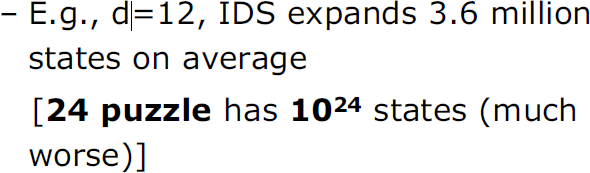 – E.g., d=12, IDS expands 3.6 million
states on average
[24 puzzle has 10²⁴ states (much
worse)]